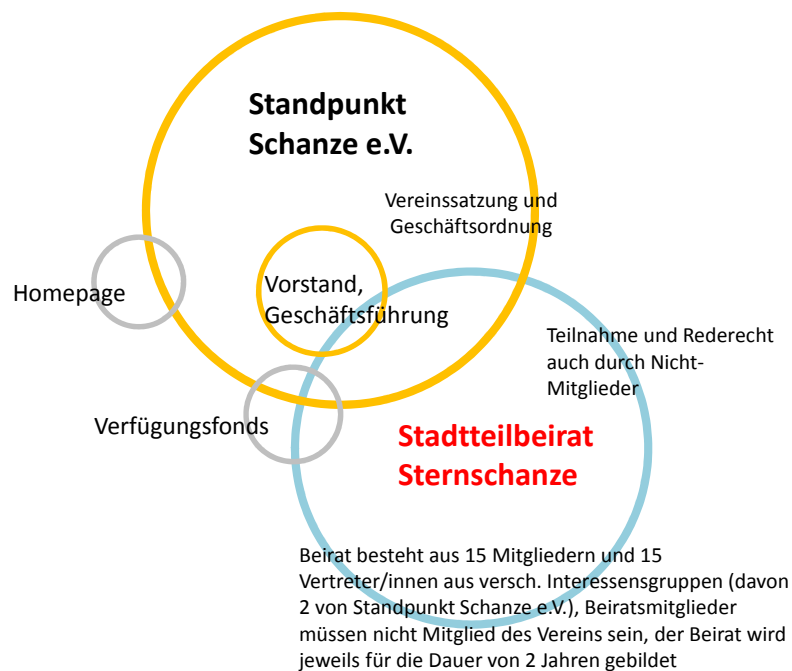 Standpunkt
Schanze e.V.
Vereinssatzung und
Geschäftsordnung
Homepage
Vorstand,
Geschäftsführung
Teilnahme und Rederecht
auch durch Nicht-
Mitglieder
Verfügungsfonds
Stadtteilbeirat
Sternschanze
Beirat besteht aus 15 Mitgliedern und 15
Vertreter/innen aus versch. Interessensgruppen (davon
2 von Standpunkt Schanze e.V.), Beiratsmitglieder
müssen nicht Mitglied des Vereins sein, der Beirat wird
jeweils für die Dauer von 2 Jahren gebildet